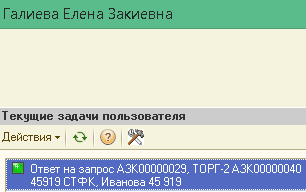 Галиева Елена Закиевна
Текущие задачи пользователя
Действия
Ответ на запрос АЗК00000029, ТОРГ-2 АЗК00000040
45919 СТФК, Иванова 45 919